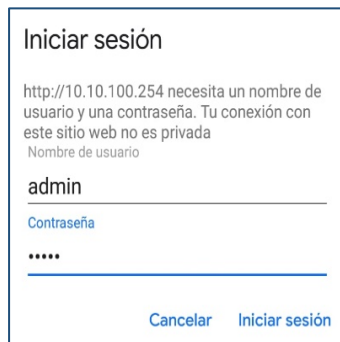 Iniciar sesión
http://10.10.100.254 necesita un nombre de
usuario y una contraseña. Tu conexión con
este sitio web no es privada
Nombre de usuario
admin
Contraseña
•••••
Cancelar Iniciar sesión